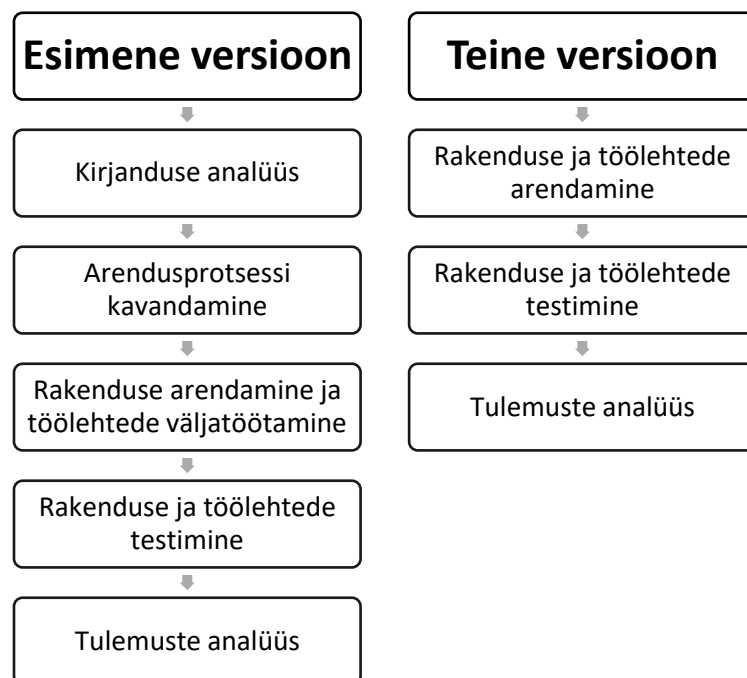 Esimene versioon
Kirjanduse analüüs
Arendusprotsessi
kavandamine
Rakenduse arendamine ja
töölehtede väljatöötamine
Rakenduse ja töölehtede
testimine
Tulemuste analüüs
Teine versioon
Rakenduse ja töölehtede
arendamine
Rakenduse ja töölehtede
testimine
Tulemuste analüüs